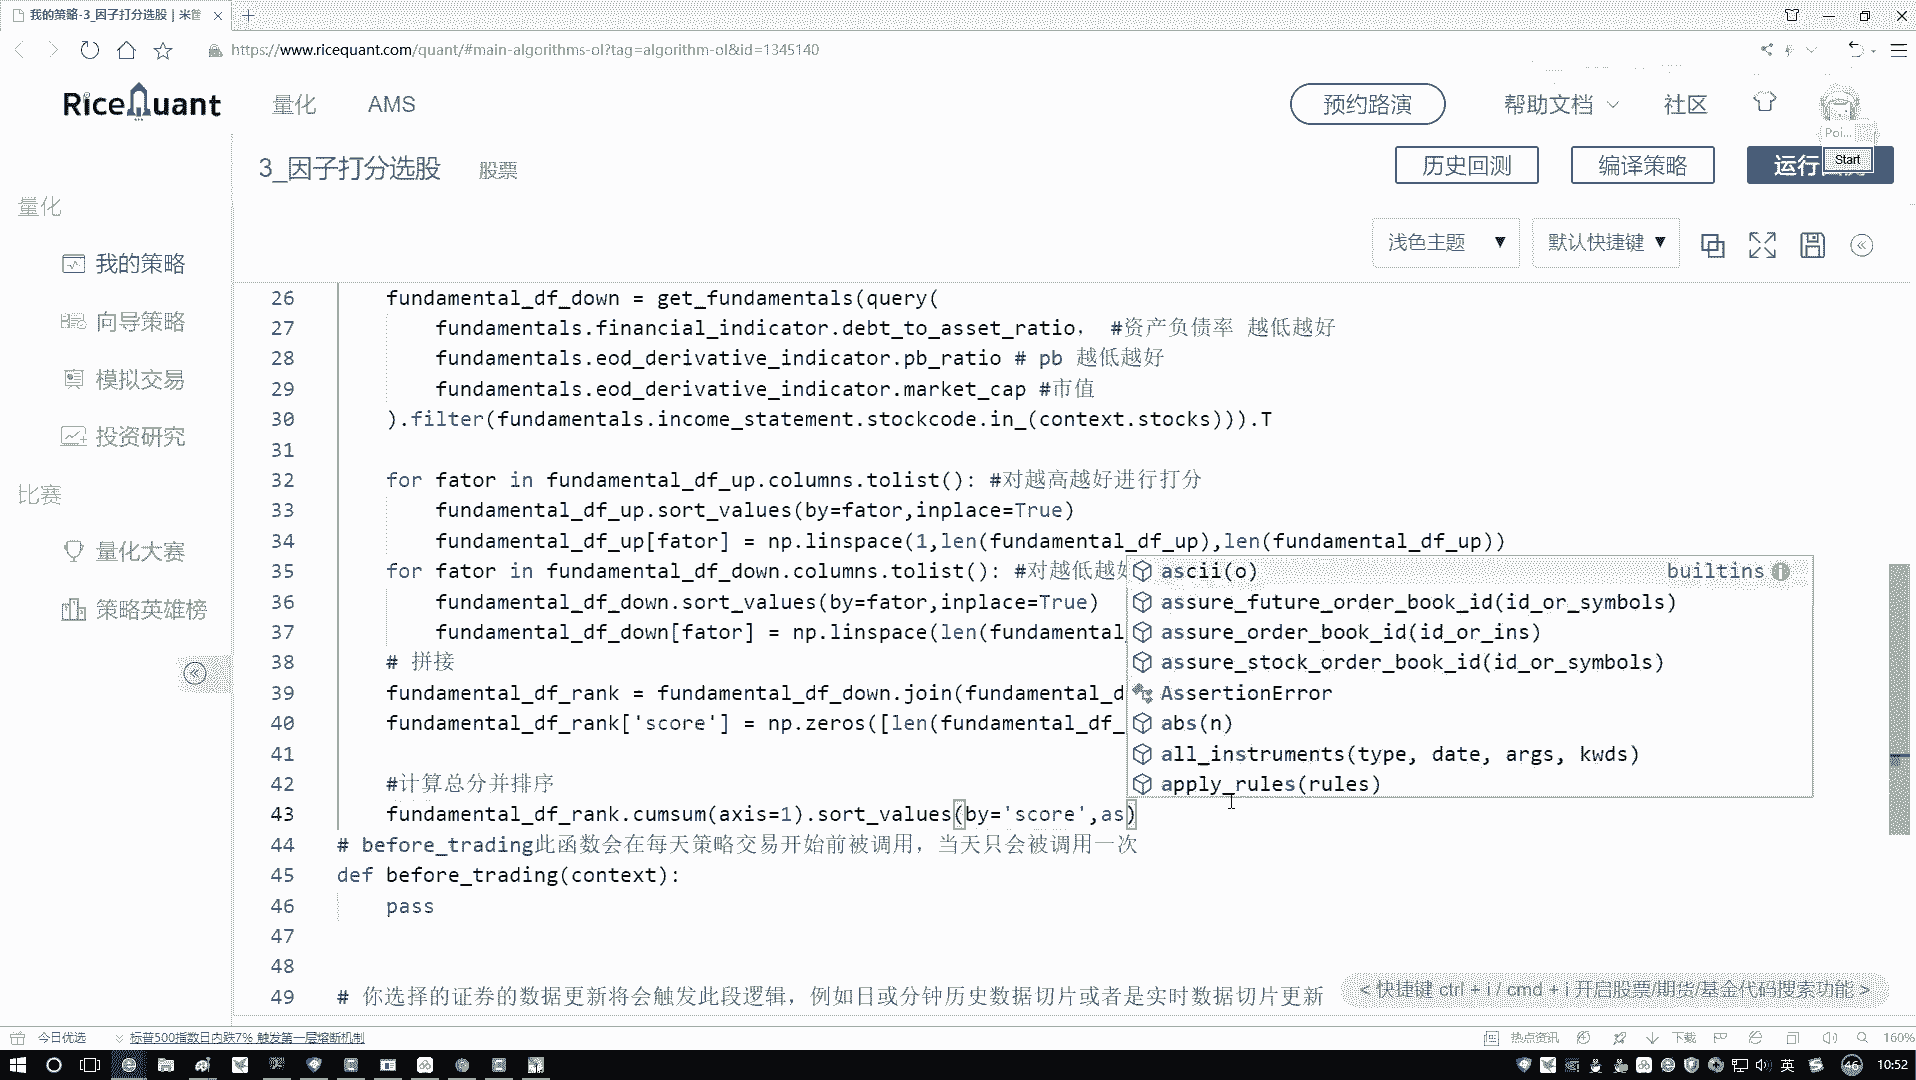 我的策略-3_因子打分选股 | 米筐
https://www.ricequant.com/quant/#main-algorithms-ol?tag=algorithm-ol&id=1345140
RiceQuant
量化
AMS
预约路演
帮助文档
社区
Poi...
Start
3_因子打分选股
股票
历史回测
编译策略
运行
量化
我的策略
向导策略
模拟交易
投资研究
比赛
量化大赛
策略英雄榜
浅色主题
默认快捷键
26 fundamental_df_down = get_fundamentals(query(
27 fundamentals.financial_indicator.debt_to_asset_ratio, #资产负债率 越低越好
28 fundamentals.eod_derivative_indicator.pb_ratio # pb 越低越好
29 fundamentals.eod_derivative_indicator.market_cap #市值
30 ).filter(fundamentals.income_statement.stockcode.in_(context.stocks))).T
31
32 for fator in fundamental_df_up.columns.tolist(): #对越高越好进行打分
33 fundamental_df_up.sort_values(by=fator,inplace=True)
34 fundamental_df_up[fator] = np.linspace(1,len(fundamental_df_up),len(fundamental_df_up))
35 for fator in fundamental_df_down.columns.tolist(): #对越低越好
36 fundamental_df_down.sort_values(by=fator,inplace=True)
37 fundamental_df_down[fator] = np.linspace(len(fundamental
38 # 拼接
39 fundamental_df_rank = fundamental_df_down.join(fundamental_d
40 fundamental_df_rank['score'] = np.zeros([len(fundamental_df_
41
42 #计算总分并排序
43 fundamental_df_rank.cumsum(axis=1).sort_values(by='score',as)
44 # before_trading此函数会在每天策略交易开始前被调用，当天只会被调用一次
45 def before_trading(context):
46 pass
47
48
49 # 你选择的证券的数据更新将会触发此段逻辑，例如日或分钟历史数据切片或者是实时数据切片更新
ascii(o) builtins
assure_future_order_book_id(id_or_symbols)
assure_order_book_id(id_or_ins)
assure_stock_order_book_id(id_or_symbols)
AssertionError
abs(n)
all_instruments(type, date, args, kwds)
apply_rules(rules)
< 快捷键 ctrl + i / cmd + i 开启股票/期货/基金代码搜索功能 >
今日优选
标普500指数日内跌7% 触发第一层熔断机制
热点资讯
下载
160%
英
46
10:52